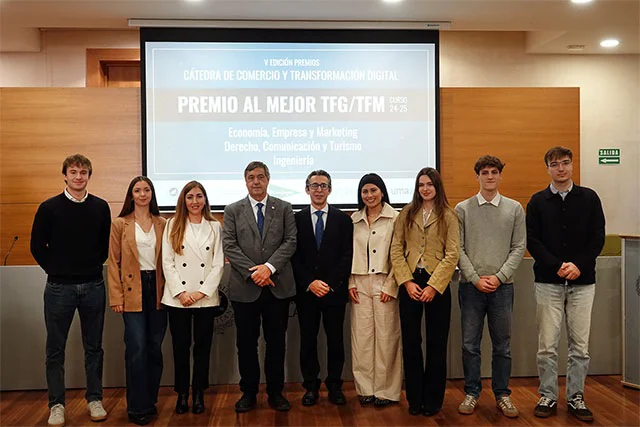 V EDICIÓN PREMIOS
CÁTEDRA DE COMERCIO Y TRANSFORMACIÓN DIGITAL
PREMIO AL MEJOR TFG/TFM CURSO 24-25
Economía, Empresa y Marketing
Derecho, Comunicación y Turismo
Ingeniería
uma
SALIDA